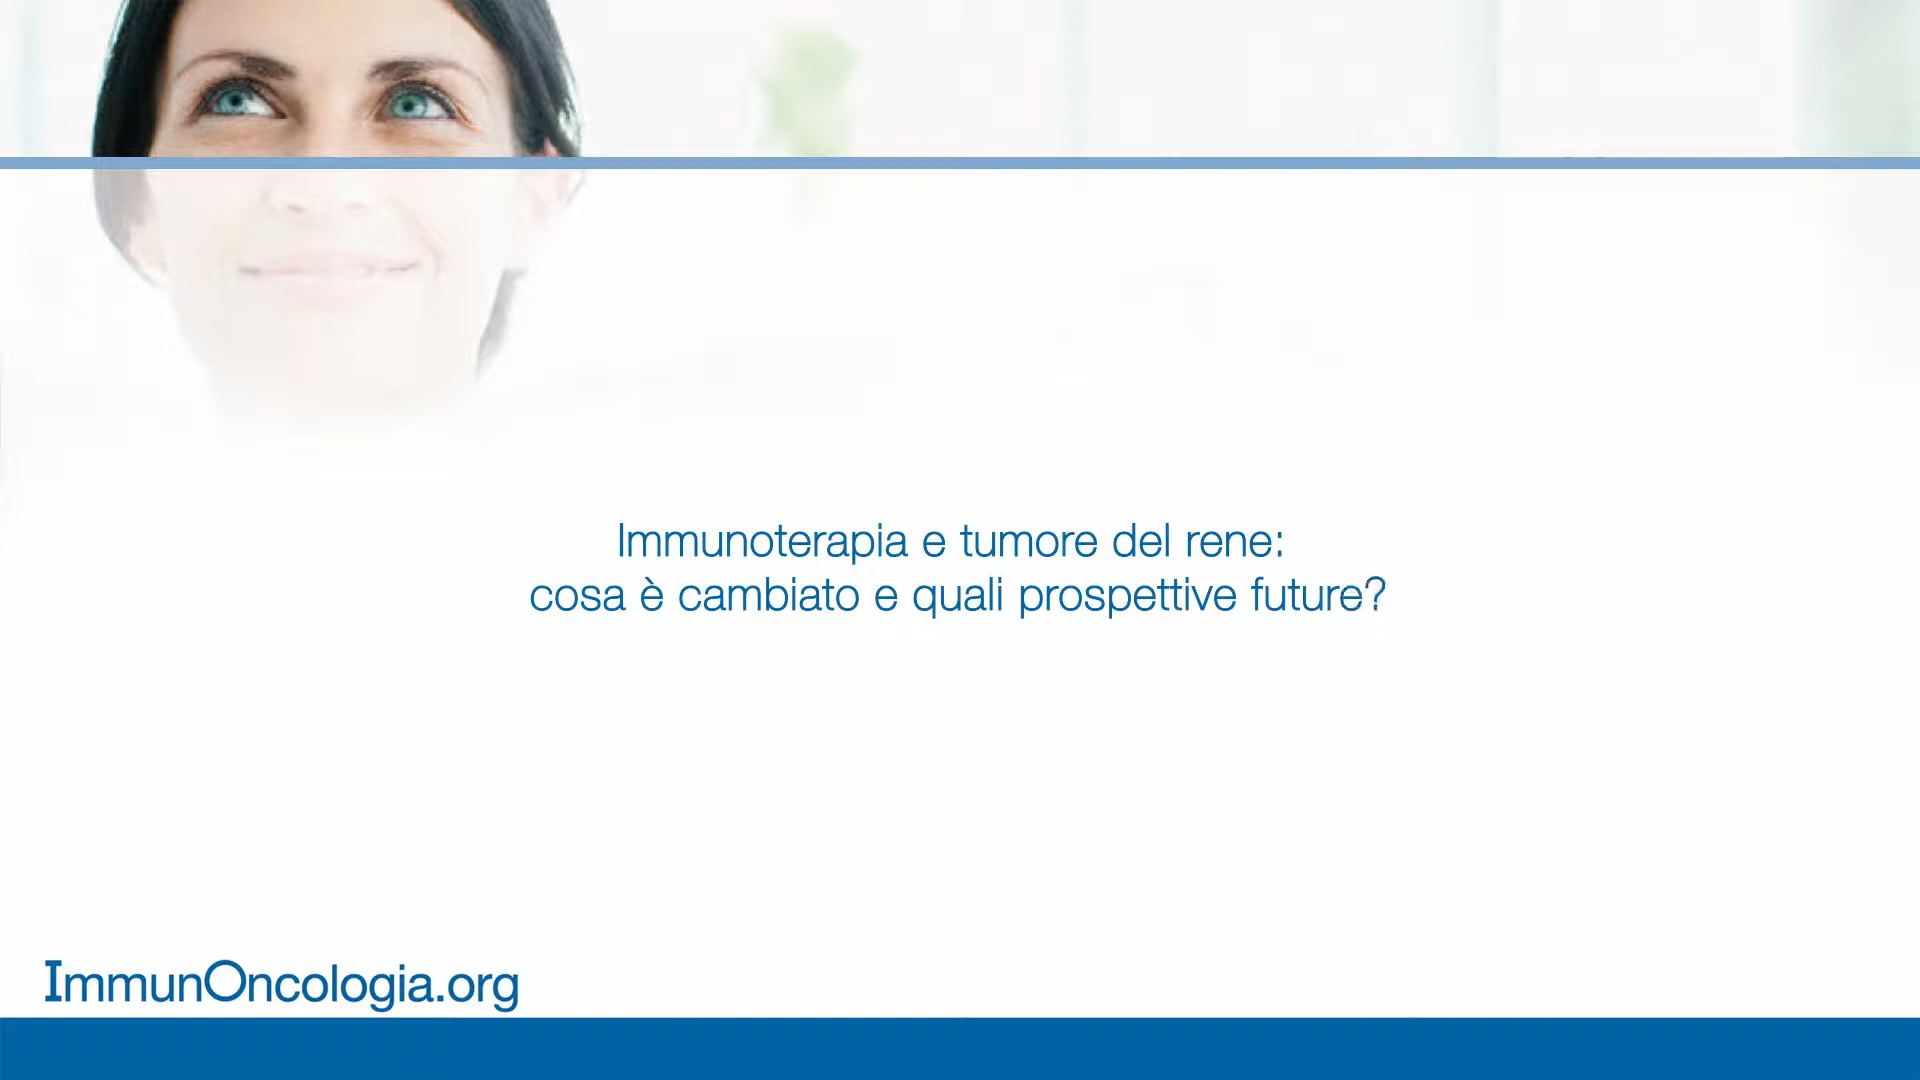 Immunoterapia e tumore del rene:
cosa è cambiato e quali prospettive future?
ImmunOncologia.org